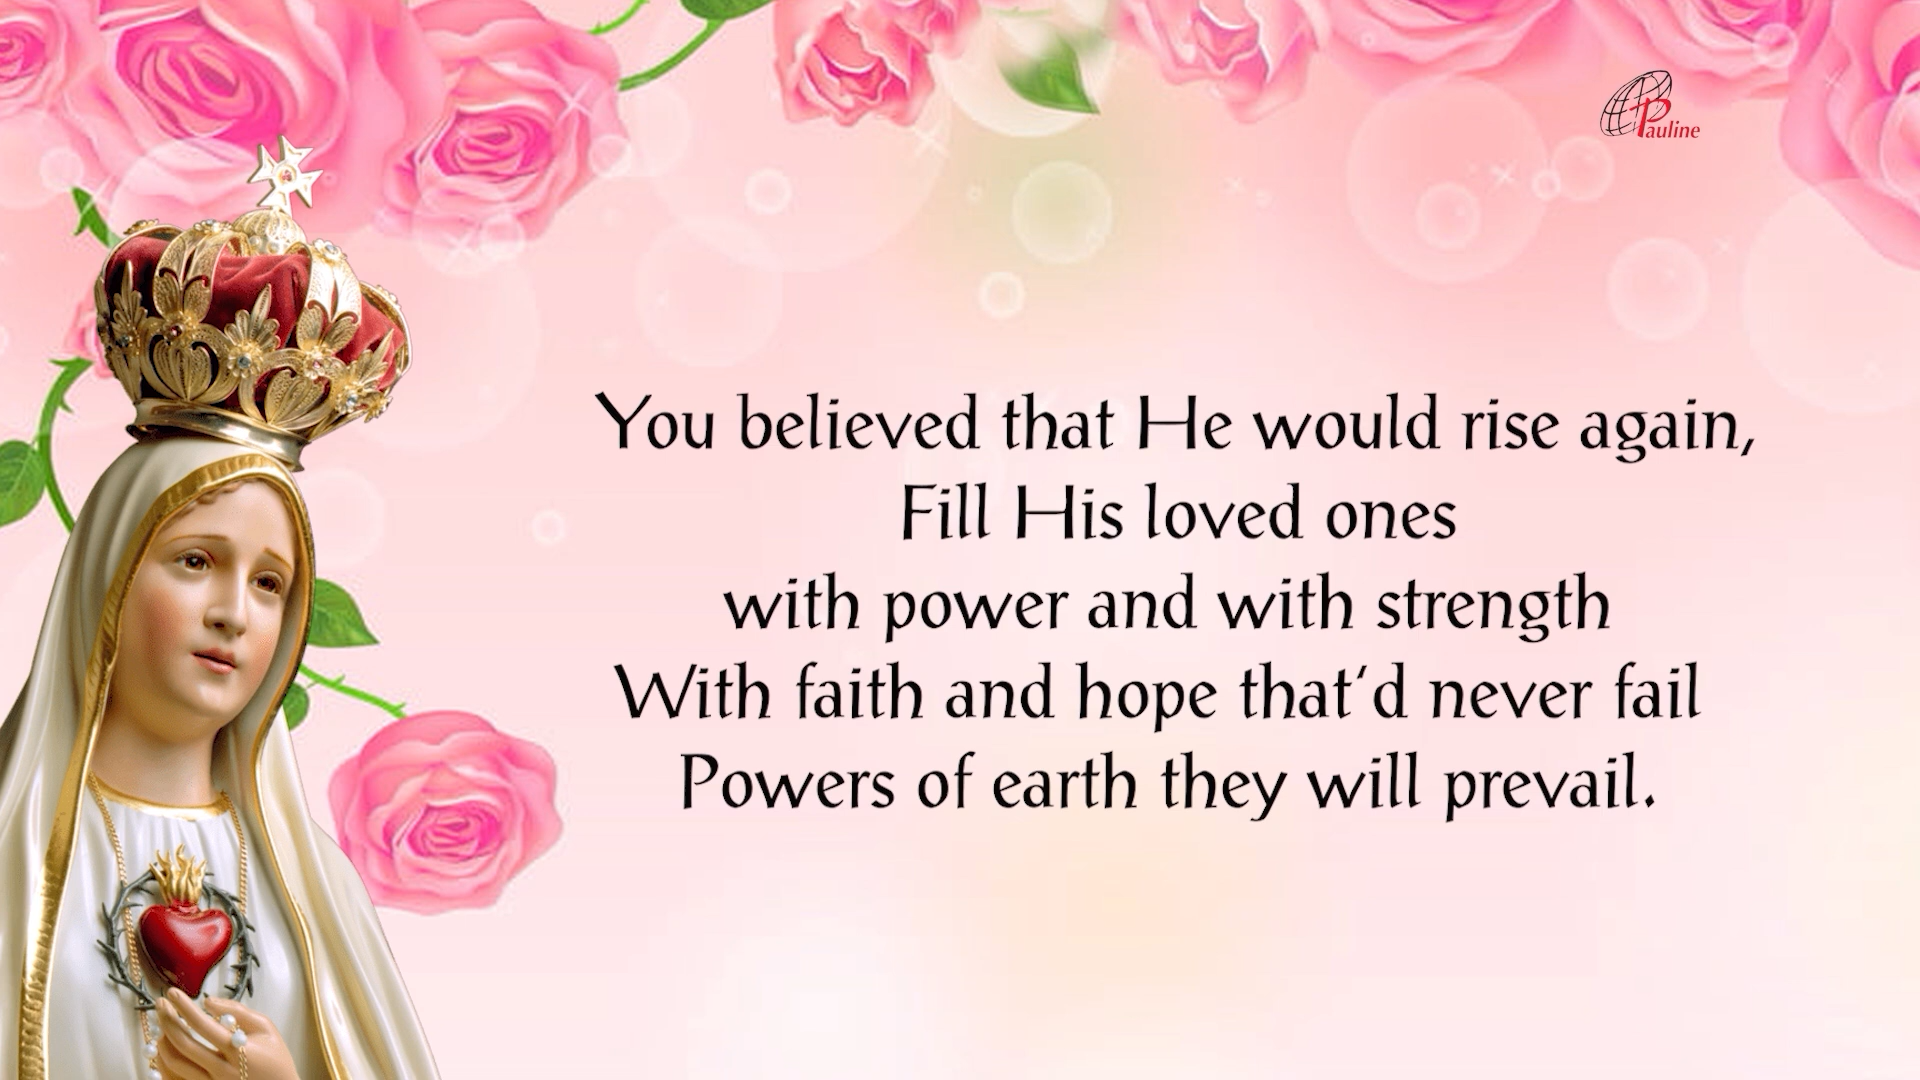 Pauline
You believed that He would rise again,
Fill His loved ones
with power and with strength
With faith and hope that'd never fail
Powers of earth they will prevail.